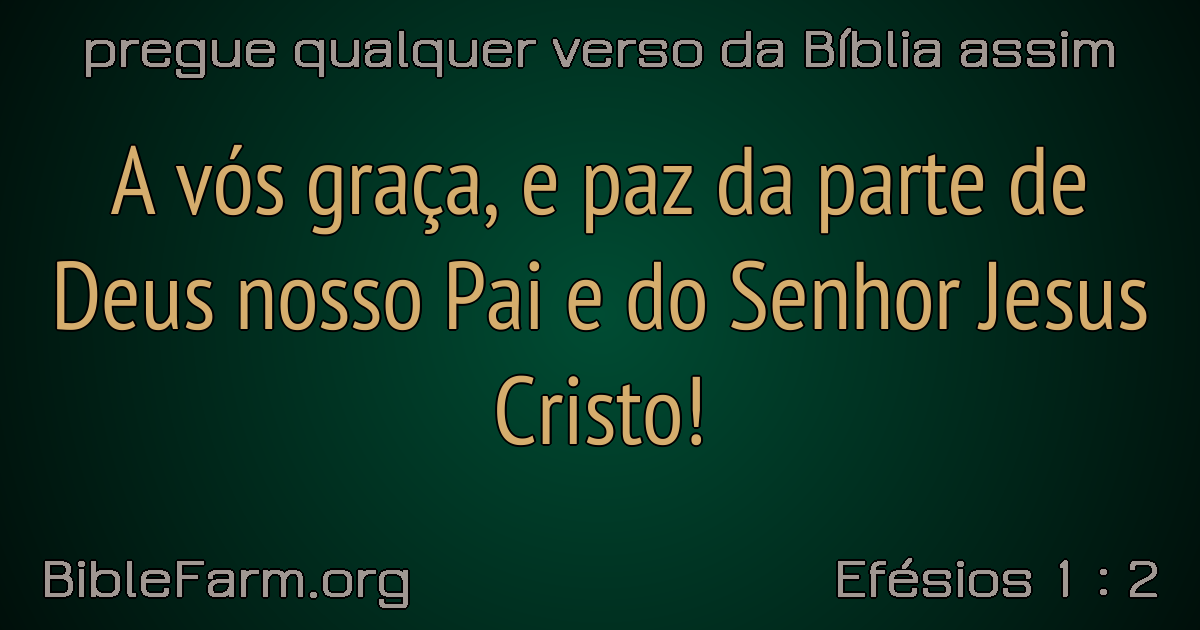 pregue qualquer verso da Bíblia assim
A vós graça, e paz da parte de
Deus nosso Pai e do Senhor Jesus
Cristo!
BibleFarm.org
Efésios 1 : 2